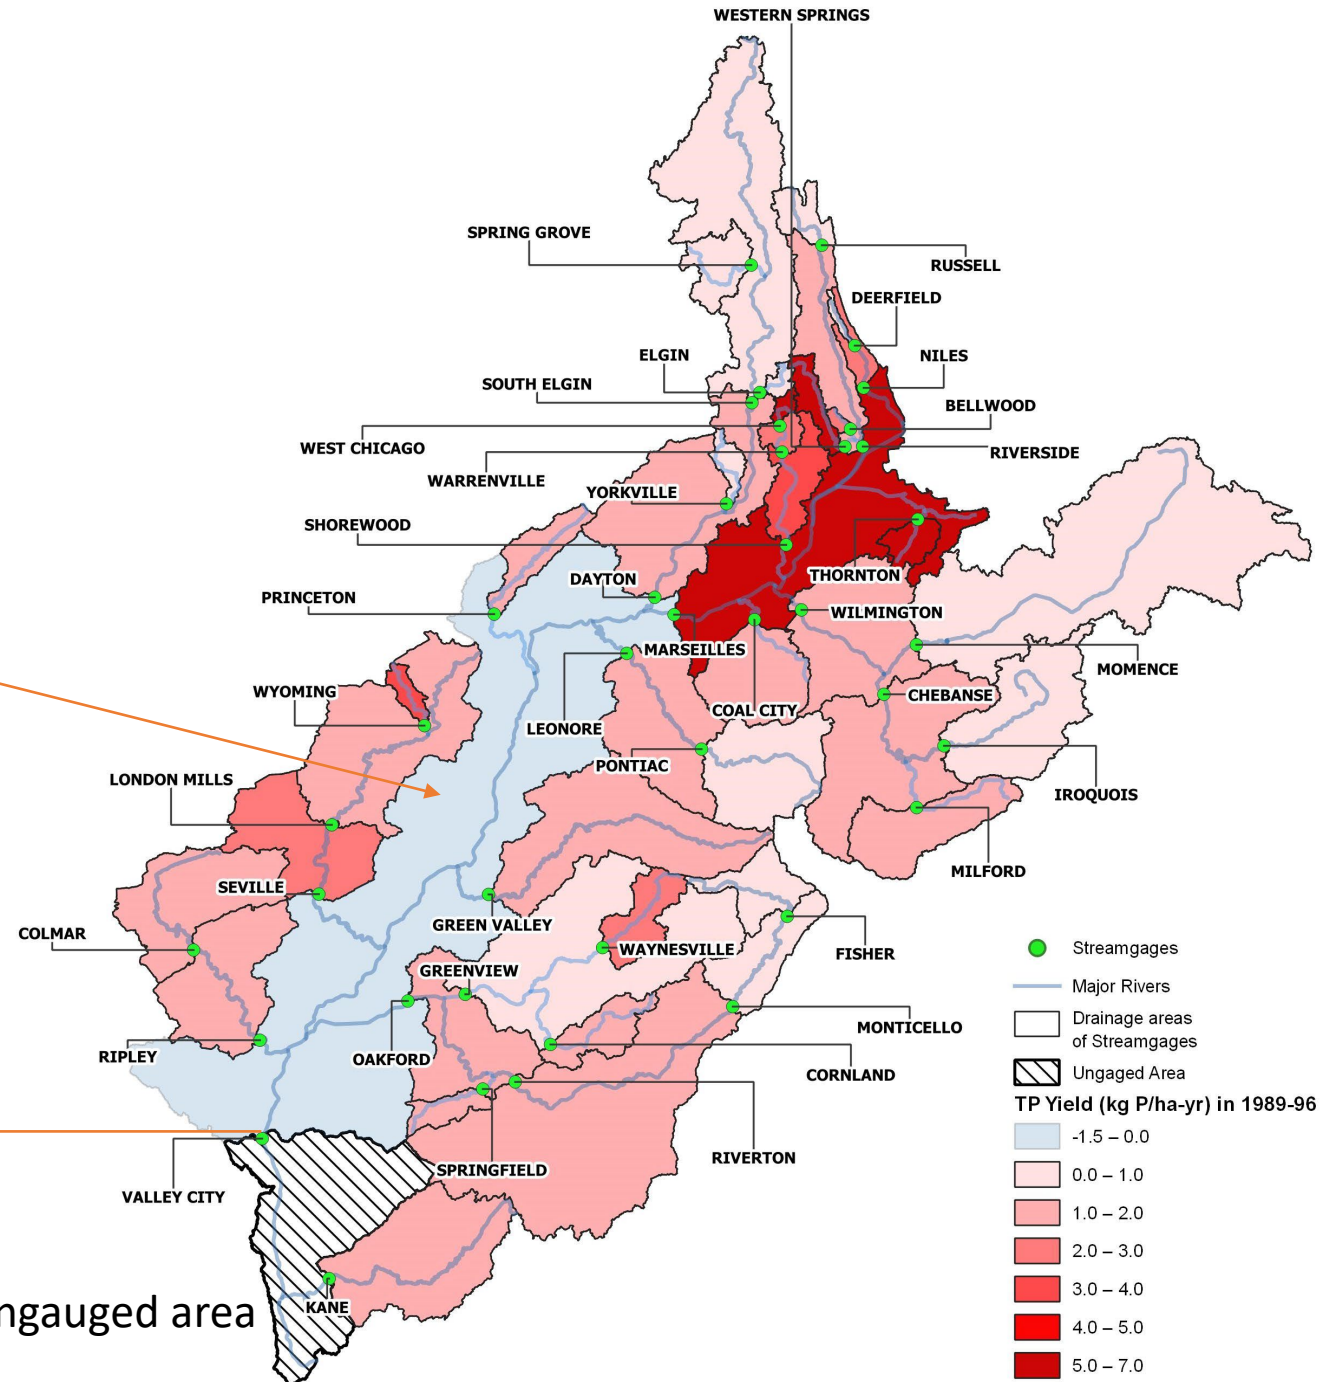 WESTERN SPRINGS
SPRING GROVE
RUSSELL
DEERFIELD
ELGIN
NILES
SOUTH ELGIN
BELLWOOD
WEST CHICAGO
RIVERSIDE
WARRENVILLE
YORKVILLE
SHOREWOOD
THORNTON
DAYTON
PRINCETON
WILMINGTON
MARSEILLES
MOMENCE
WYOMING
CHEBANSE
COAL CITY
LEONORE
PONTIAC
LONDON MILLS
IROQUOIS
MILFORD
SEVILLE
GREEN VALLEY
COLMAR
WAYNESVILLE
FISHER
GREENVIEW
MONTICELLO
RIPLEY
OAKFORD
CORNLAND
RIVERTON
SPRINGFIELD
VALLEY CITY
KANE
ngauged area
Streamgages
Major Rivers
Drainage areas
of Streamgages
Ungaged Area
TP Yield (kg P/ha-yr) in 1989-96
-1.5 – 0.0
0.0 – 1.0
1.0 – 2.0
2.0 – 3.0
3.0 – 4.0
4.0 – 5.0
5.0 – 7.0